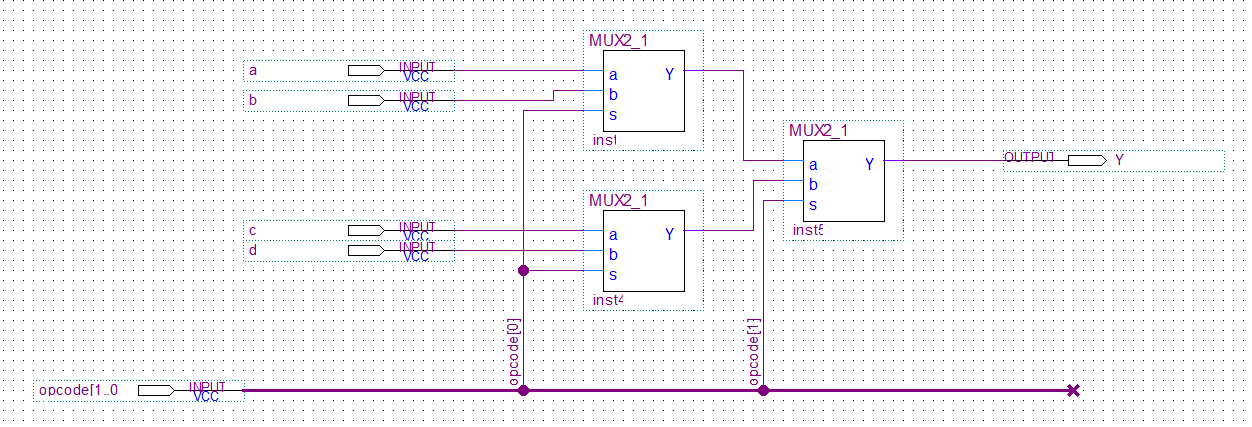 MUX2_1
a INPUT VCC a Y
b INPUT VCC b
s
inst
MUX2_1
OUTPUT Y
a Y
b
s
inst5
MUX2_1
c INPUT VCC a Y
d INPUT VCC b
s
inst4
opcode[0]
opcode[1]
opcode[1..0 INPUT VCC